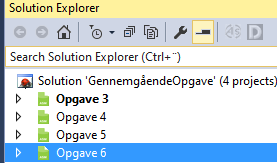 Solution Explorer
Search Solution Explorer (Ctrl+¨)
Solution 'GennemgåendeOpgave' (4 projects)
Opgave 3
Opgave 4
Opgave 5
Opgave 6